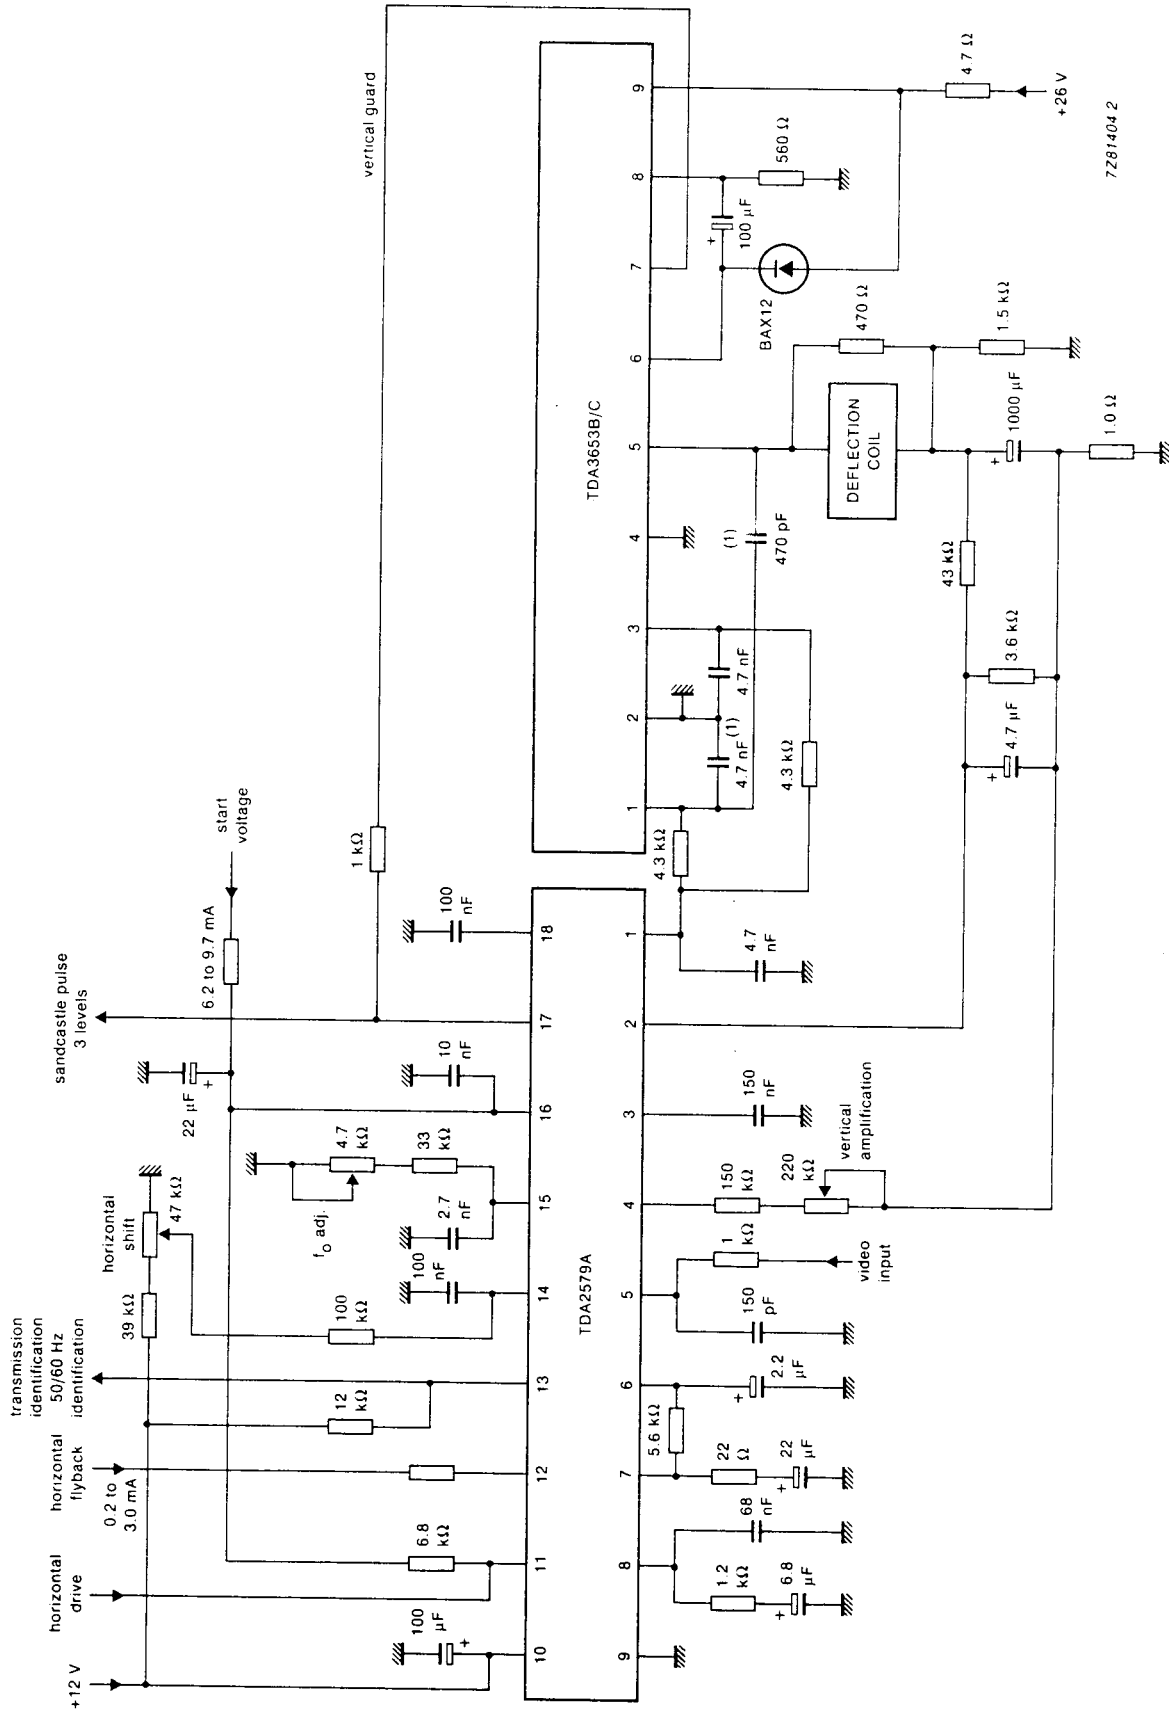 +12 V
horizontal
drive
horizontal
flyback
0.2 to
3.0 mA
transmission
identification
50/60 Hz
identification
horizontal
shift
sandcastle pulse
3 levels
start
voltage
6.2 to 9.7 mA
39 kΩ
47 kΩ
22 µF
+
100
µF
+
6.8
kΩ
12
kΩ
100
kΩ
100
nF
fo adj.
2.7
nF
4.7
kΩ
33
kΩ
10
nF
100
nF
1 kΩ
vertical guard
10
11
12
13
14
15
16
17
18
TDA2579A
9
8
7
6
5
4
3
2
1
1.2
kΩ
6.8
µF
+
68
nF
22
Ω
22
µF
+
5.6 kΩ
2.2
µF
+
150
pF
1
kΩ
video
input
150
kΩ
220
kΩ
vertical
amplification
150
nF
4.7
nF
TDA3653B/C
1
2
3
4
5
6
7
8
9
4.3 kΩ
4.7 nF
(1)
4.7 nF
4.3 kΩ
(1)
470 pF
DEFLECTION
COIL
470 Ω
1.5 kΩ
1000 µF
+
1.0 Ω
43 kΩ
3.6 kΩ
4.7 µF
+
BAX12
100 µF
+
560 Ω
4.7 Ω
+26 V
7Z81404 2